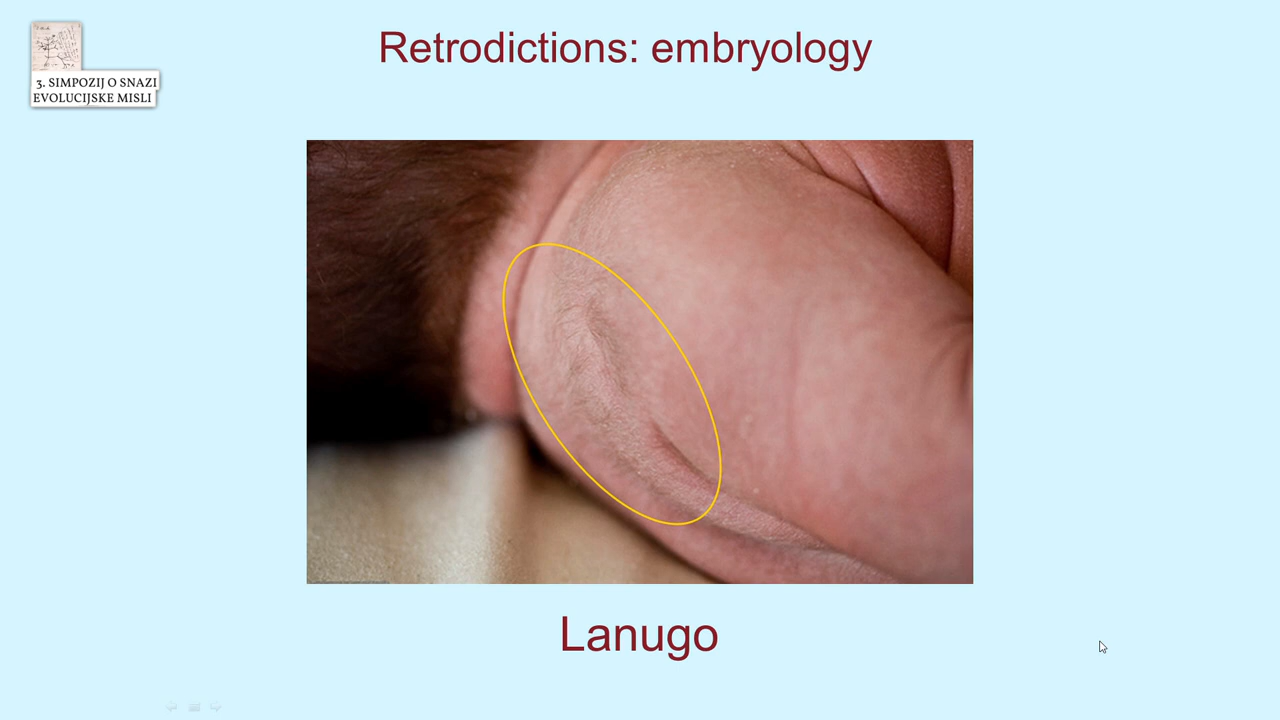 Retrodictions: embryology
3. SIMPOZIJ O SNAZI
EVOLUCIJSKE MISLI
Lanugo